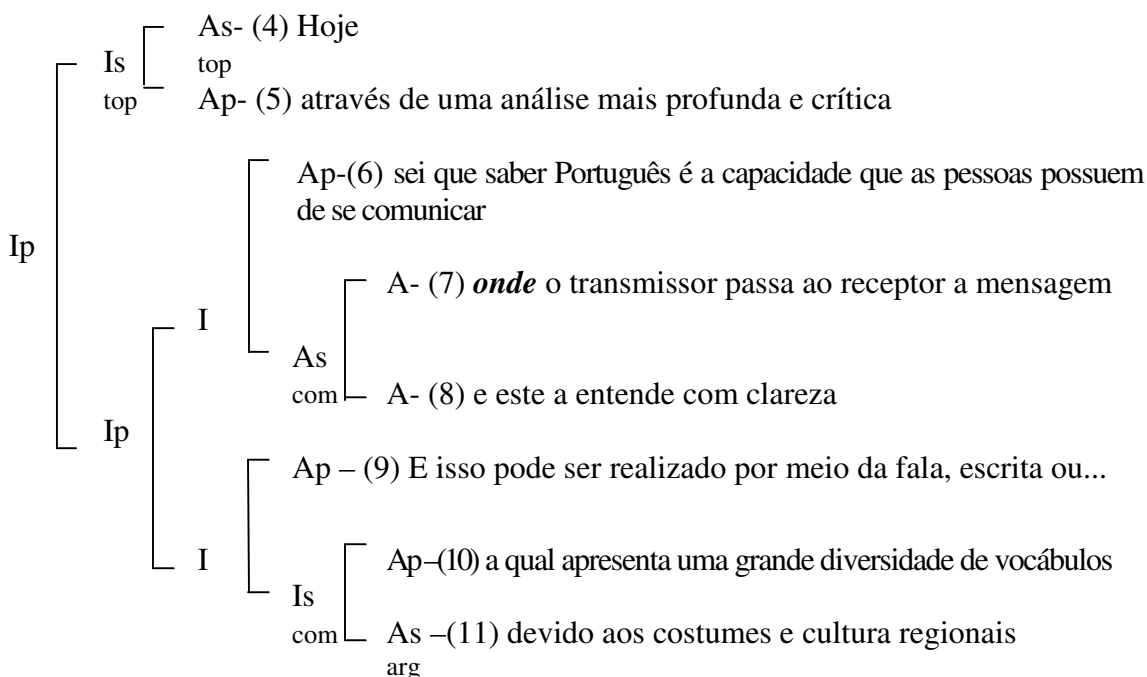 As- (4) Hoje
Is
top
top
Ap- (5) através de uma análise mais profunda e crítica
Ap-(6) sei que saber Português é a capacidade que as pessoas possuem
de se comunicar
Ip
A- (7) onde o transmissor passa ao receptor a mensagem
I
As
com
A- (8) e este a entende com clareza
Ip
Ap – (9) E isso pode ser realizado por meio da fala, escrita ou...
I
Ap–(10) a qual apresenta uma grande diversidade de vocábulos
Is
com
As –(11) devido aos costumes e cultura regionais
arg